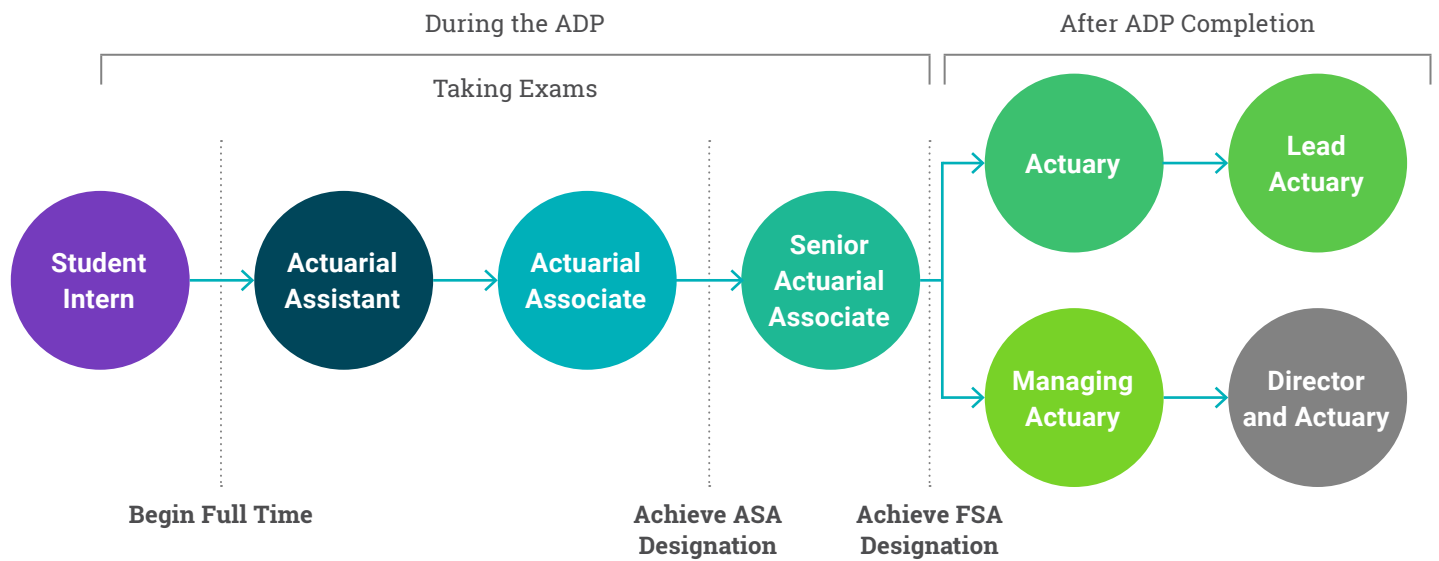 During the ADP
After ADP Completion
Taking Exams
Student
Intern
Actuarial
Assistant
Actuarial
Associate
Senior
Actuarial
Associate
Actuary
Lead
Actuary
Managing
Actuary
Director
and Actuary
Begin Full Time
Achieve ASA
Designation
Achieve FSA
Designation